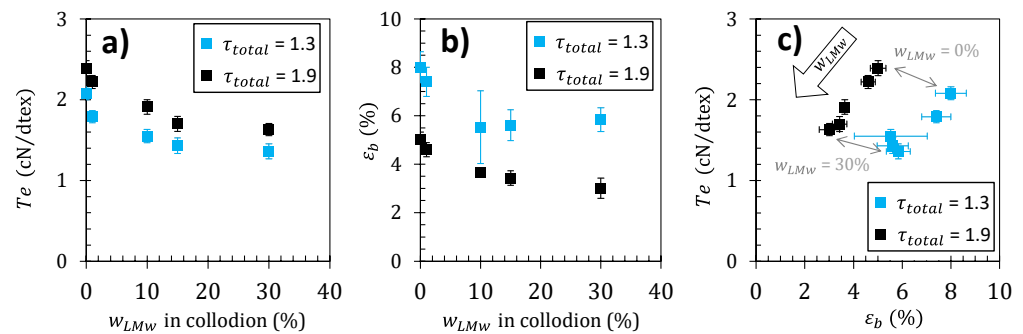 a)
τtotal = 1.3
τtotal = 1.9
Te (cN/dtex)
3
2
1
0
0 10 20 30 40
wLMw in collodion (%)
b)
τtotal = 1.3
τtotal = 1.9
εb (%)
10
8
6
4
2
0
0 10 20 30 40
wLMw in collodion (%)
c)
wLMw
wLMw = 0%
wLMw = 30%
τtotal = 1.3
τtotal = 1.9
Te (cN/dtex)
3
2
1
0
0 2 4 6 8 10
εb (%)